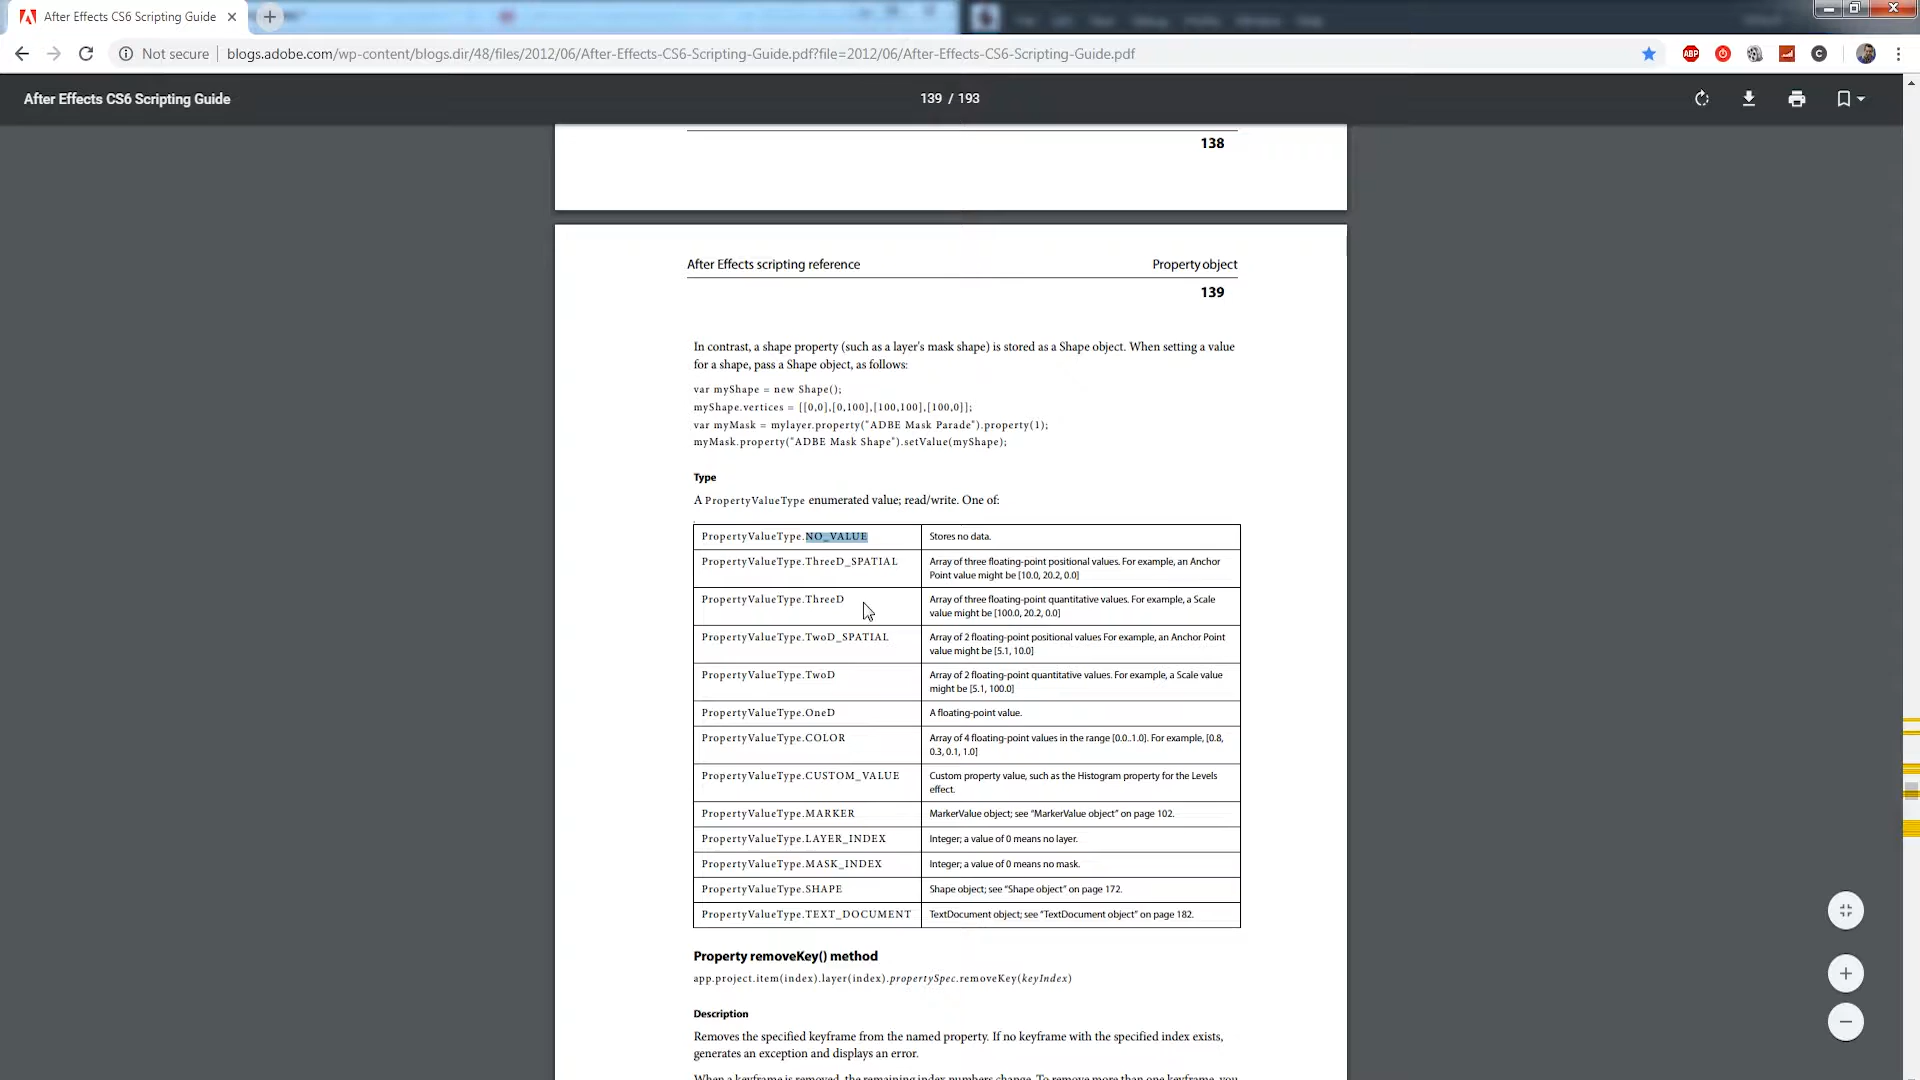 After Effects CS6 Scripting Guide
Not secure
blogs.adobe.com/wp-content/blogs.dir/48/files/2012/06/After-Effects-CS6-Scripting-Guide.pdf?file=2012/06/After-Effects-CS6-Scripting-Guide.pdf
ABP
After Effects CS6 Scripting Guide
139 / 193
138
After Effects scripting reference
Property object
139
In contrast, a shape property (such as a layer's mask shape) is stored as a Shape object. When setting a value
for a shape, pass a Shape object, as follows:
var myShape = new Shape();
myShape.vertices = [[0,0],[0,100],[100,100],[100,0]];
var myMask = mylayer.property("ADBE Mask Parade").property(1);
myMask.property("ADBE Mask Shape").setValue(myShape);
Type
A PropertyValueType enumerated value; read/write. One of:
PropertyValueType.NO_VALUE
Stores no data.
PropertyValueType.ThreeD_SPATIAL
Array of three floating-point positional values. For example, an Anchor
Point value might be [10.0, 20.2, 0.0]
PropertyValueType.ThreeD
Array of three floating-point quantitative values. For example, a Scale
value might be [100.0, 20.2, 0.0]
PropertyValueType.TwoD_SPATIAL
Array of 2 floating-point positional values For example, an Anchor Point
value might be [5.1, 10.0]
PropertyValueType.TwoD
Array of 2 floating-point quantitative values. For example, a Scale value
might be [5.1, 100.0]
PropertyValueType.OneD
A floating-point value.
PropertyValueType.COLOR
Array of 4 floating-point values in the range [0.0..1.0]. For example, [0.8,
0.3, 0.1, 1.0]
PropertyValueType.CUSTOM_VALUE
Custom property value, such as the Histogram property for the Levels
effect.
PropertyValueType.MARKER
MarkerValue object; see “MarkerValue object” on page 102.
PropertyValueType.LAYER_INDEX
Integer; a value of 0 means no layer.
PropertyValueType.MASK_INDEX
Integer; a value of 0 means no mask.
PropertyValueType.SHAPE
Shape object; see “Shape object” on page 172.
PropertyValueType.TEXT_DOCUMENT
TextDocument object; see “TextDocument object” on page 182.
Property removeKey() method
app.project.item(index).layer(index).propertySpec.removeKey(keyIndex)
Description
Removes the specified keyframe from the named property. If no keyframe with the specified index exists,
generates an exception and displays an error.
When a keyframe is removed, the remaining index numbers change. To remove more than one keyframe, you